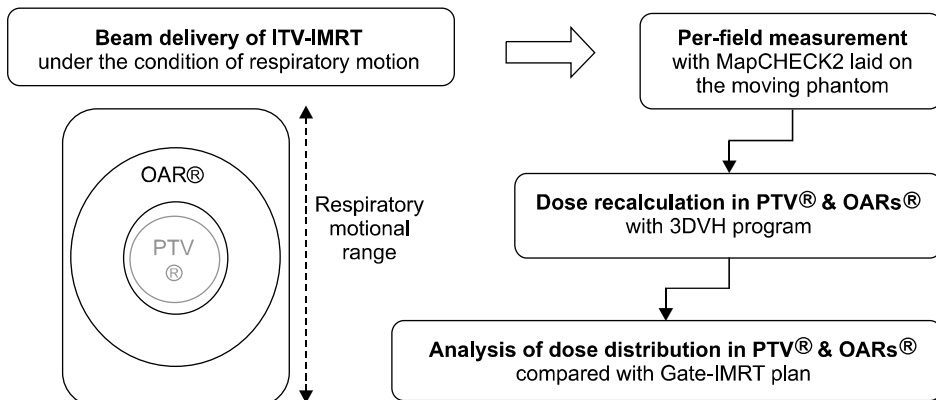 Beam delivery of ITV-IMRT
under the condition of respiratory motion
Per-field measurement
with MapCHECK2 laid on
the moving phantom
OAR®
PTV
®
Respiratory
motional
range
Dose recalculation in PTV® & OARs®
with 3DVH program
Analysis of dose distribution in PTV® & OARs®
compared with Gate-IMRT plan